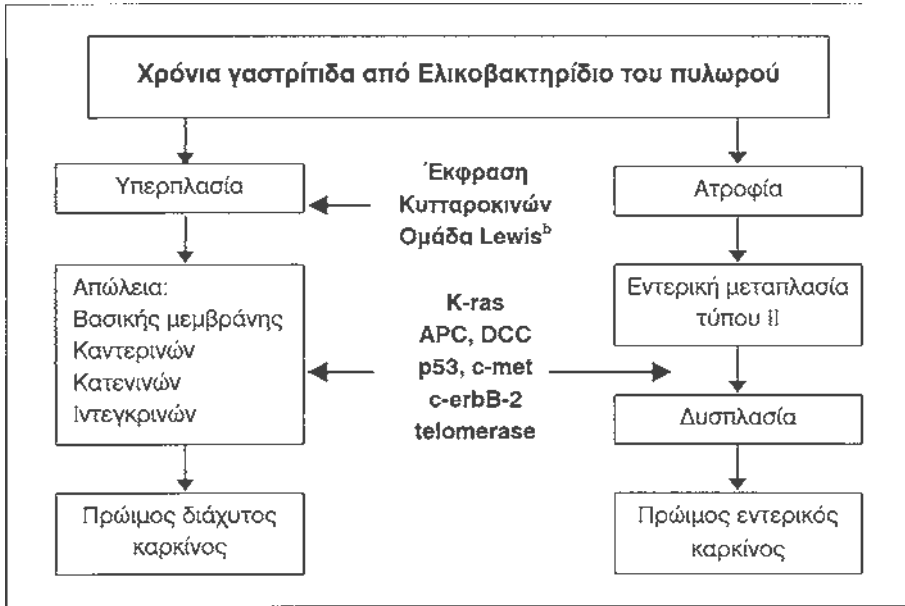 Χρόνια γαστρίτιδα από Ελικοβακτηρίδιο του πυλωρού
Υπερπλασία
Έκφραση
Κυτταροκινών
Ομάδα Lewisᵇ
Ατροφία
Απώλεια:
Βασικής μεμβράνης
Καντερινών
Κατενινών
Ιντεγκρινών
K-ras
APC, DCC
p53, c-met
c-erbB-2
telomerase
Εντερική μεταπλασία
τύπου II
Δυσπλασία
Πρώιμος διάχυτος
καρκίνος
Πρώιμος εντερικός
καρκίνος